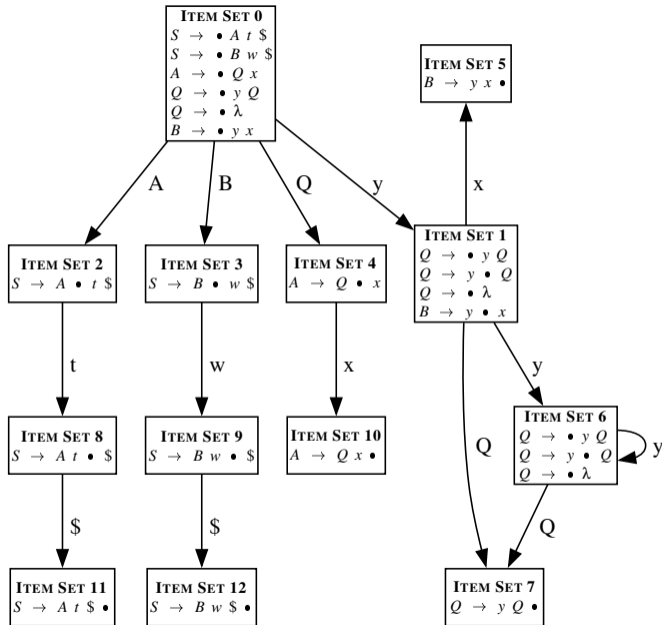 ITEM SET 0
S → • A t $
S → • B w $
A → • Q x
Q → • y Q
Q → • λ
B → • y x
ITEM SET 5
B → y x •
A
B
Q
y
x
ITEM SET 2
S → A • t $
ITEM SET 3
S → B • w $
ITEM SET 4
A → Q • x
ITEM SET 1
Q → • y Q
Q → y • Q
Q → • λ
B → y • x
t
w
x
Q
y
ITEM SET 8
S → A t • $
ITEM SET 9
S → B w • $
ITEM SET 10
A → Q x •
ITEM SET 6
Q → • y Q
Q → y • Q
Q → • λ
y
$
$
Q
ITEM SET 11
S → A t $ •
ITEM SET 12
S → B w $ •
ITEM SET 7
Q → y Q •